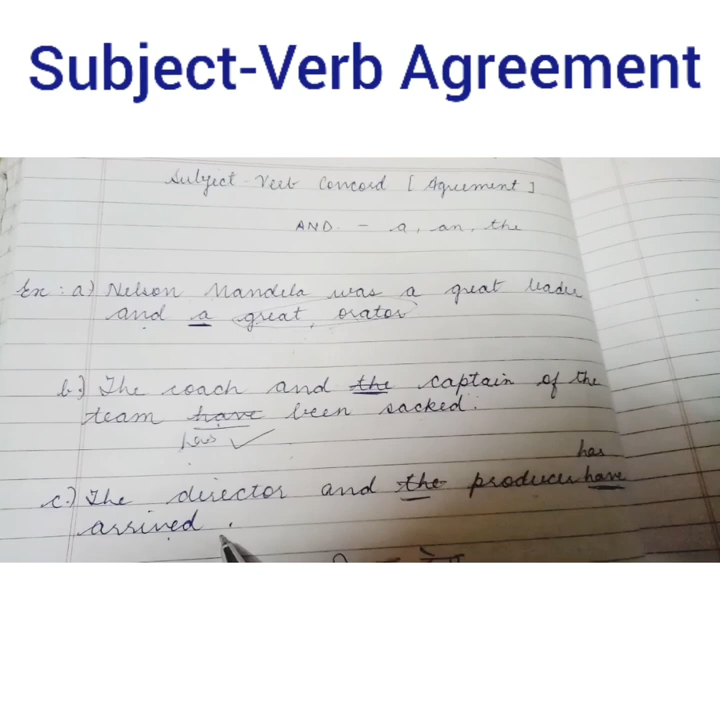 Subject-Verb Agreement
Subject-Verb Concord [Agreement]
AND - a, an, the
Ex: a) Nelson Mandela was a great leader
and a great orator
b) The coach and the captain of the
team have been sacked.
has ✓
has
c) The director and the producer have
arrived.